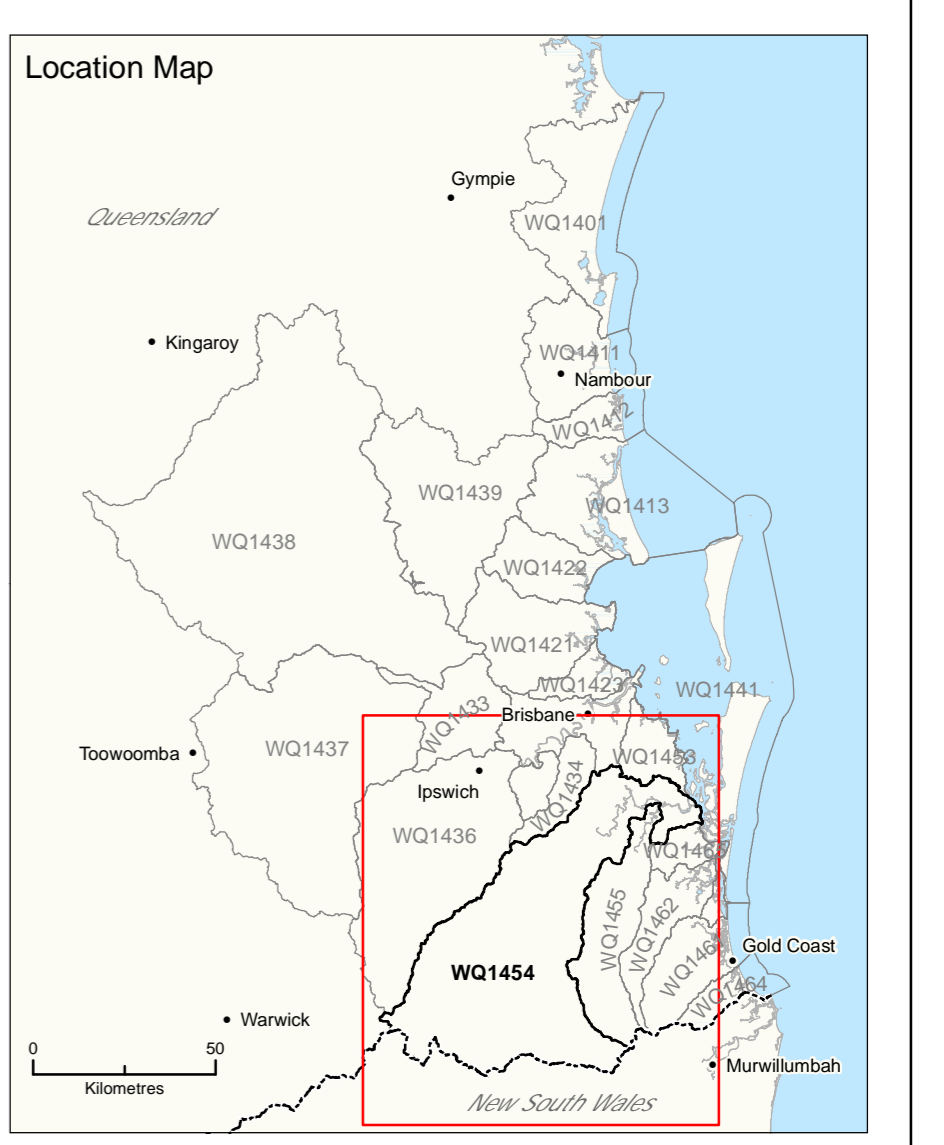 Location Map
Gympie
Queensland
WQ1401
Kingaroy
WQ1411
Nambour
WQ1412
WQ1439
WQ1413
WQ1438
WQ1422
WQ1421
WQ1423
WQ1441
WQ1433
Brisbane
WQ1437
Toowoomba
WQ1453
Ipswich
WQ1434
WQ1436
WQ1455
WQ1462
Gold Coast
WQ1454
WQ1464
Warwick
0 50
Kilometres
Murwillumbah
New South Wales